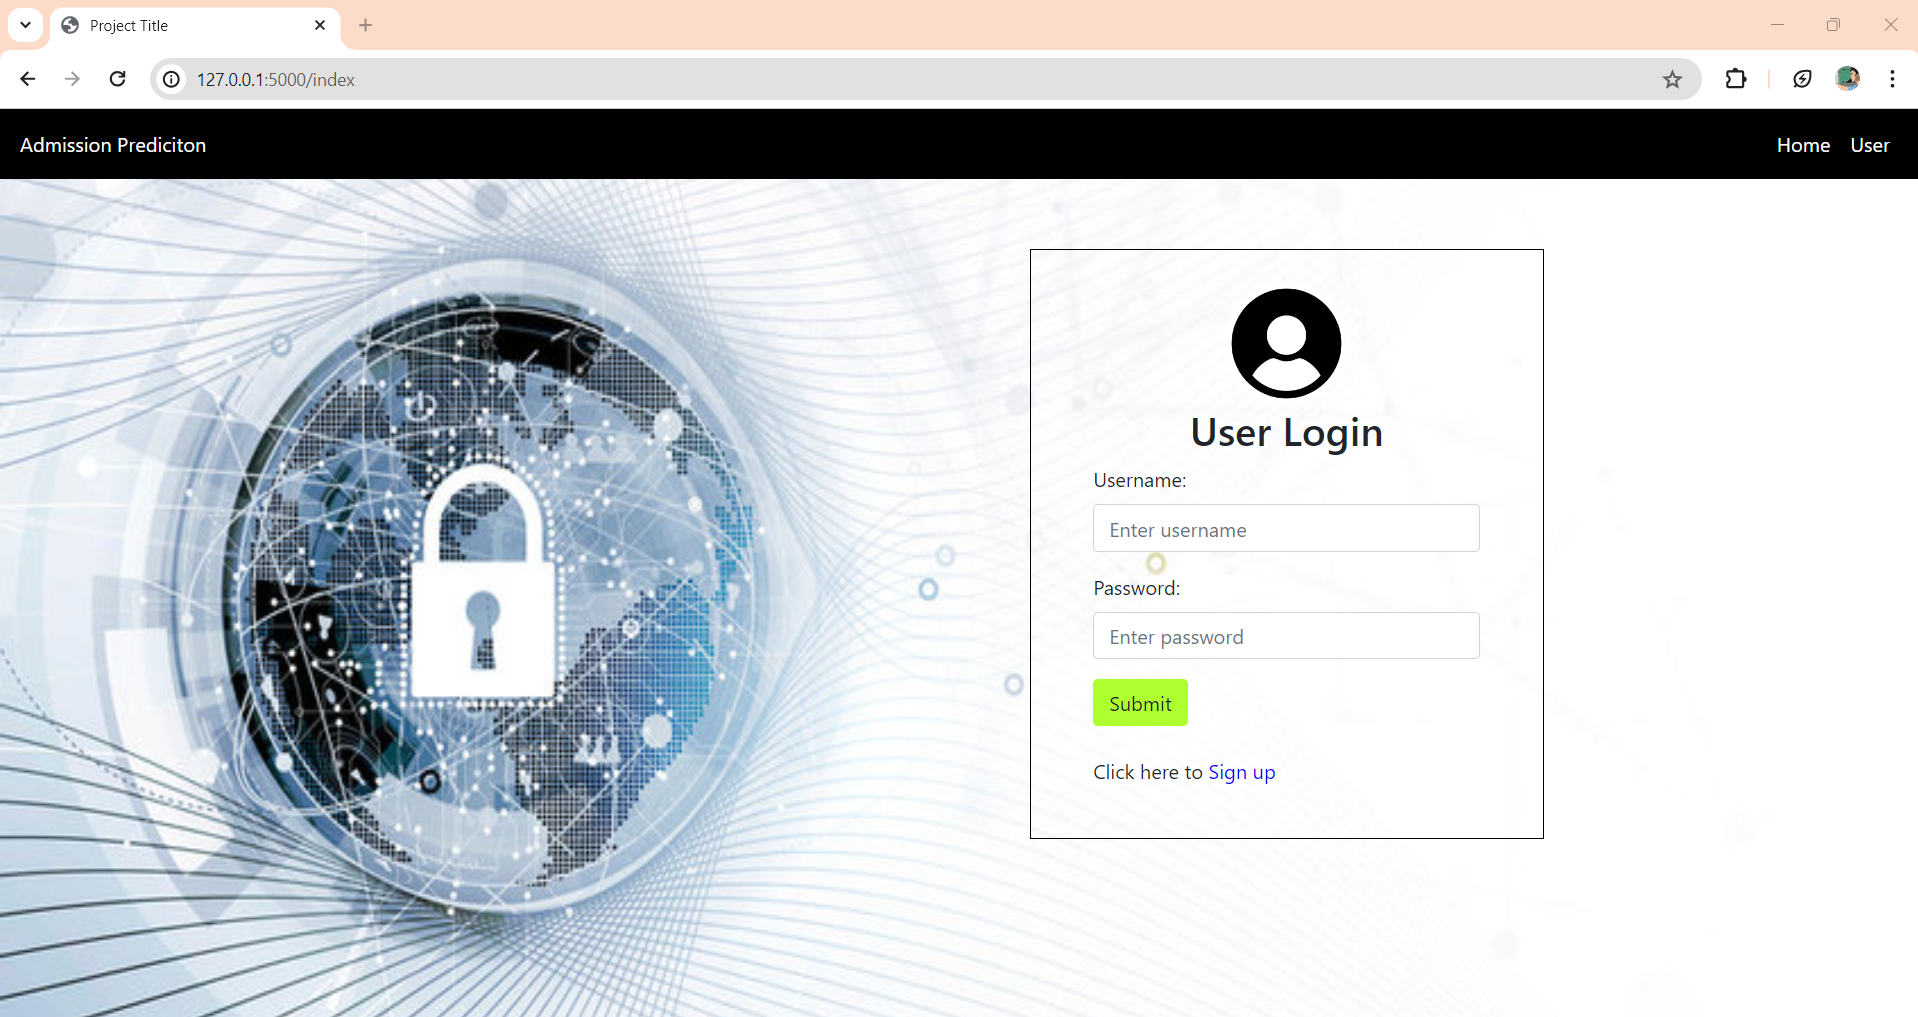 Project Title
127.0.0.1:5000/index
Admission Prediciton
Home User
User Login
Username:
Enter username
Password:
Enter password
Submit
Click here to Sign up